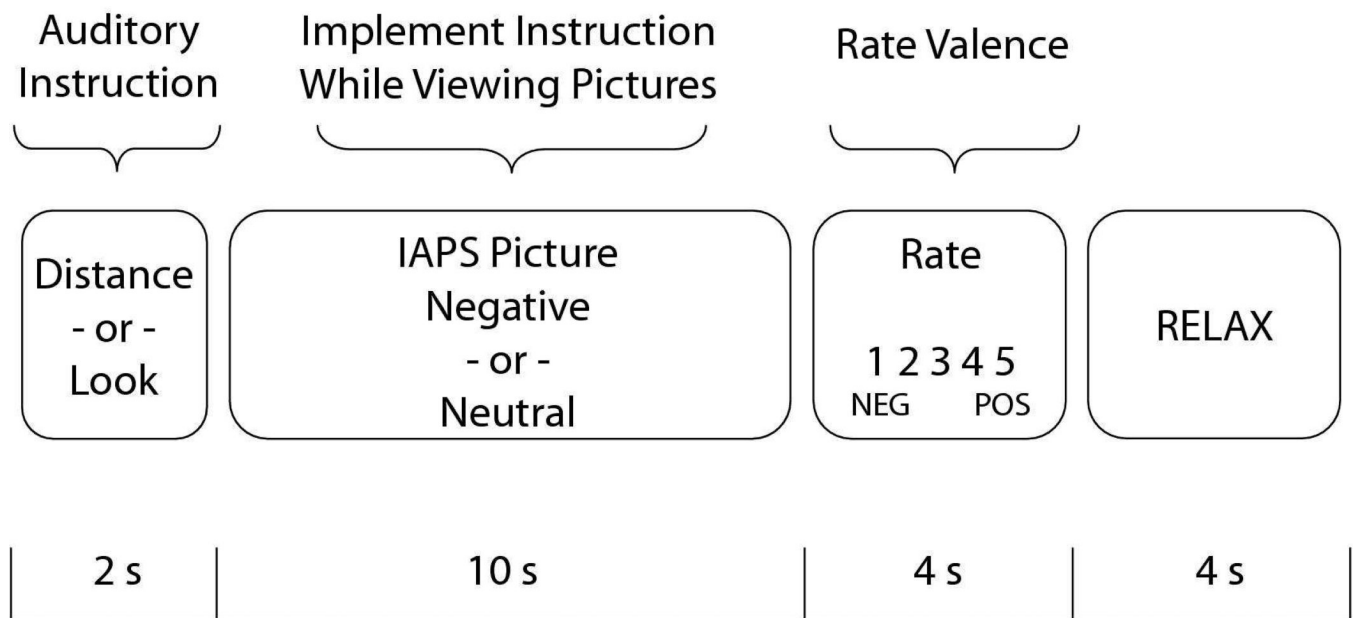 Auditory
Instruction
Implement Instruction
While Viewing Pictures
Rate Valence
Distance
- or -
Look
IAPS Picture
Negative
- or -
Neutral
Rate
1 2 3 4 5
NEG POS
RELAX
2 s
10 s
4 s
4 s